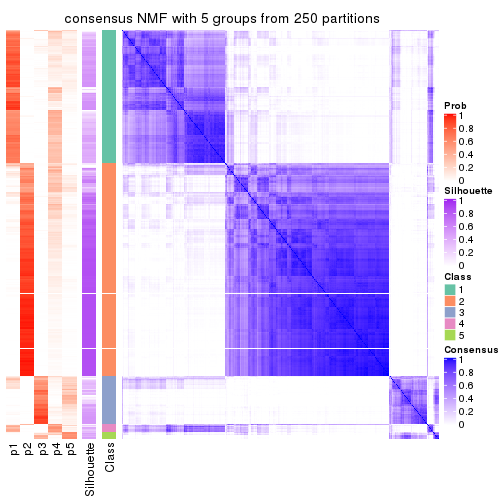 consensus NMF with 5 groups from 250 partitions
Prob
1
0.8
0.6
0.4
0.2
0
Silhouette
1
0.8
0.6
0.4
0.2
0
Class
1
2
3
4
5
Consensus
1
0.8
0.6
0.4
0.2
0
p1
p2
p3
p4
p5
Silhouette
Class